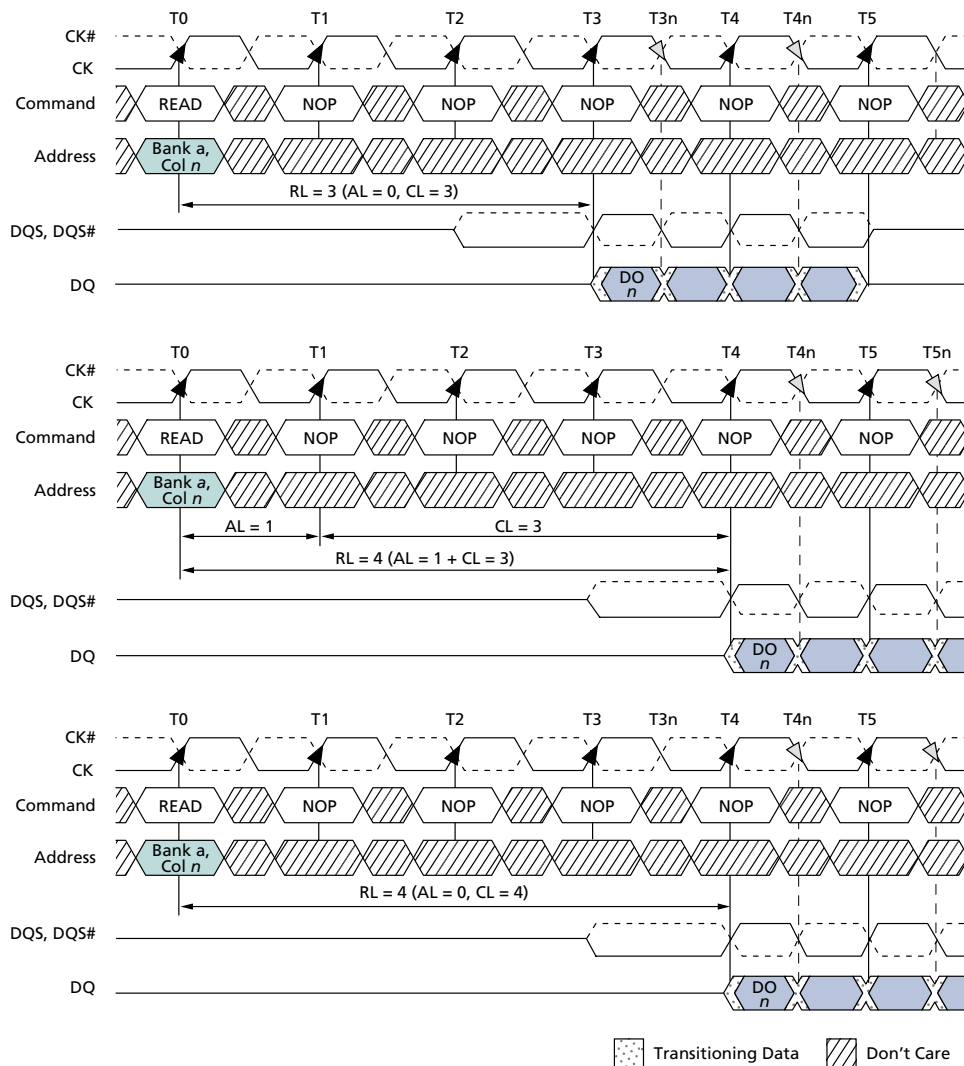 T0 T1 T2 T3 T3n T4 T4n T5
CK#
CK
Command READ NOP NOP NOP NOP NOP
Address Bank a,
Col n
RL = 3 (AL = 0, CL = 3)
DQS, DQS#
DQ DO
n
T0 T1 T2 T3 T4 T4n T5 T5n
CK#
CK
Command READ NOP NOP NOP NOP NOP
Address Bank a,
Col n
AL = 1 CL = 3
RL = 4 (AL = 1 + CL = 3)
DQS, DQS#
DQ DO
n
T0 T1 T2 T3 T3n T4 T4n T5
CK#
CK
Command READ NOP NOP NOP NOP NOP
Address Bank a,
Col n
RL = 4 (AL = 0, CL = 4)
DQS, DQS#
DQ DO
n
Transitioning Data Don't Care